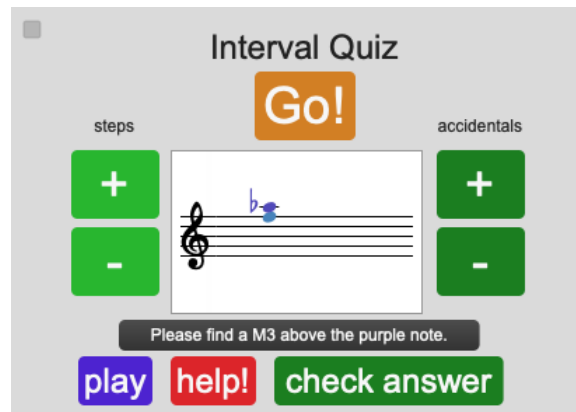 Interval Quiz
Go!
steps
accidentals
+
+
-
-
Please find a M3 above the purple note.
play
help!
check answer